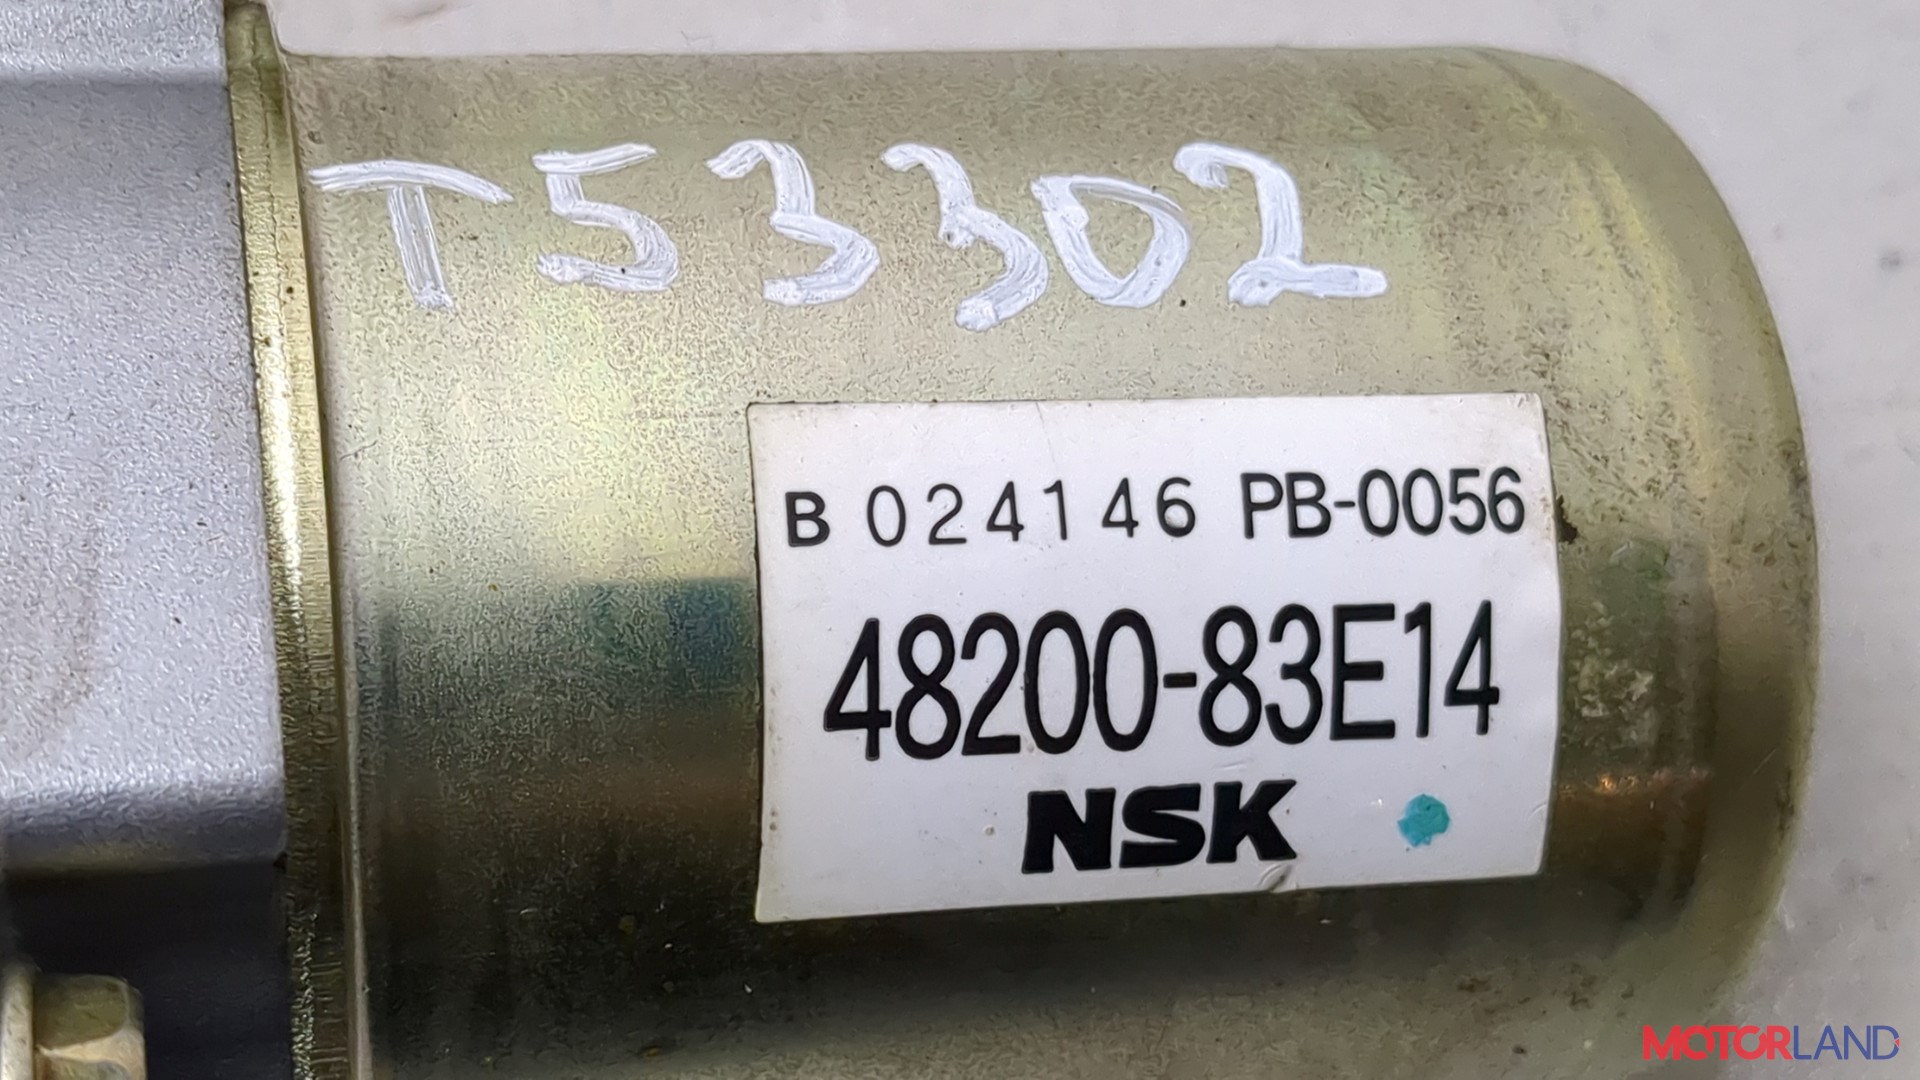 T53302
B 024146 PB-0056
48200-83E14
NSK
MOTORLAND